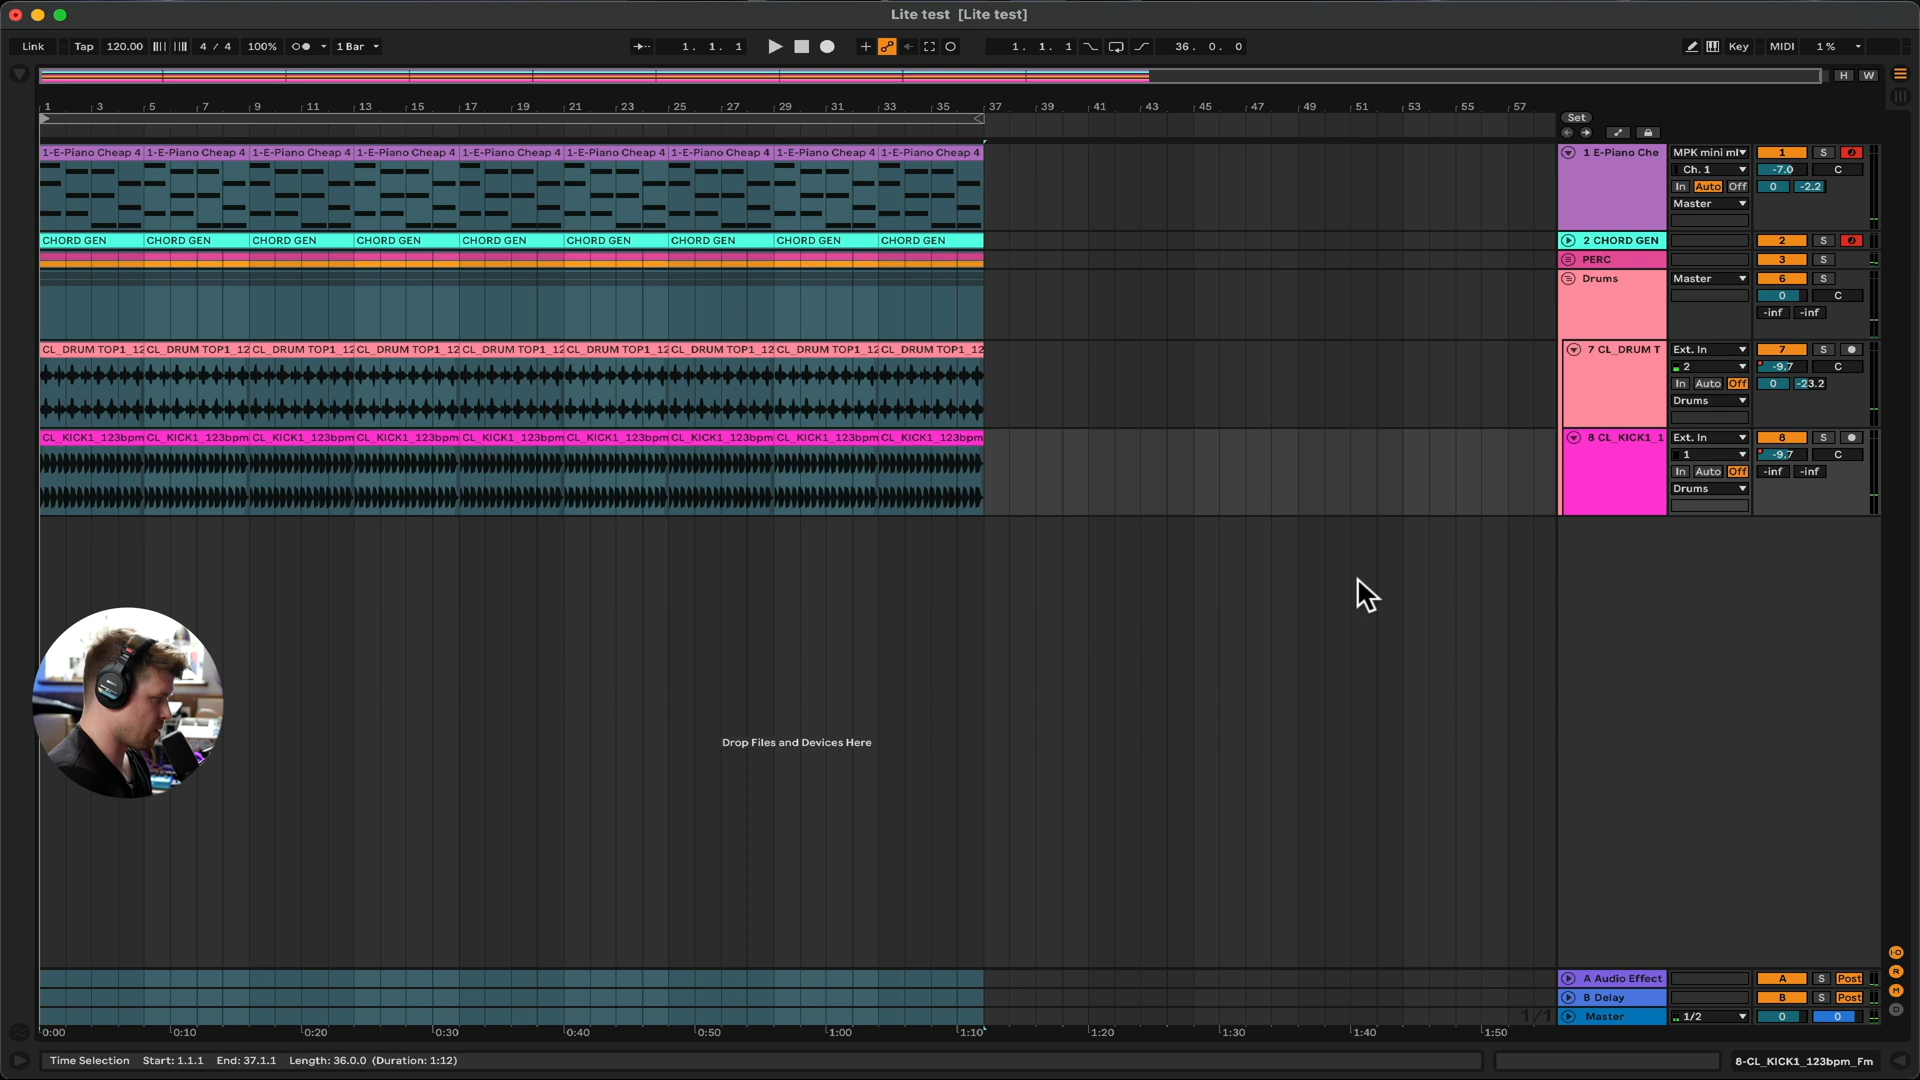 Lite test  [Lite test]
Link Tap 120.00 4 / 4 100% 1 Bar 1. 1. 1 1. 1. 1 36. 0. 0 Key MIDI 1 %
H W
1 3 5 7 9 11 13 15 17 19 21 23 25 27 29 31 33 35 37 39 41 43 45 47 49 51 53 55 57
Set
1-E-Piano Cheap 4 1-E-Piano Cheap 4 1-E-Piano Cheap 4 1-E-Piano Cheap 4 1-E-Piano Cheap 4 1-E-Piano Cheap 4 1-E-Piano Cheap 4 1-E-Piano Cheap 4 1-E-Piano Cheap 4 1 E-Piano Che MPK mini ml 1 S
Ch. 1 -7.0 C
In Auto Off 0 -2.2
Master
CHORD GEN CHORD GEN CHORD GEN CHORD GEN CHORD GEN CHORD GEN CHORD GEN CHORD GEN CHORD GEN 2 CHORD GEN 2 S
PERC 3 S
Drums Master 6 S
0 C
-inf -inf
CL_DRUM TOP1_12 CL_DRUM TOP1_12 CL_DRUM TOP1_12 CL_DRUM TOP1_12 CL_DRUM TOP1_12 CL_DRUM TOP1_12 CL_DRUM TOP1_12 CL_DRUM TOP1_12 CL_DRUM TOP1_12 7 CL_DRUM T Ext. In 7 S
2 -9.7 C
In Auto Off 0 -23.2
Drums
CL_KICK1_123bpm CL_KICK1_123bpm CL_KICK1_123bpm CL_KICK1_123bpm CL_KICK1_123bpm CL_KICK1_123bpm CL_KICK1_123bpm CL_KICK1_123bpm CL_KICK1_123bpm 8 CL_KICK1_1 Ext. In 8 S
1 -9.7 C
In Auto Off -inf -inf
Drums
Drop Files and Devices Here
A Audio Effect A S Post
B Delay B S Post
1/1 Master 1/2 0 0
I-O
R
M
D
0:00 0:10 0:20 0:30 0:40 0:50 1:00 1:10 1:20 1:30 1:40 1:50
Time Selection Start: 1.1.1 End: 37.1.1 Length: 36.0.0 (Duration: 1:12) 8-CL_KICK1_123bpm_Fm